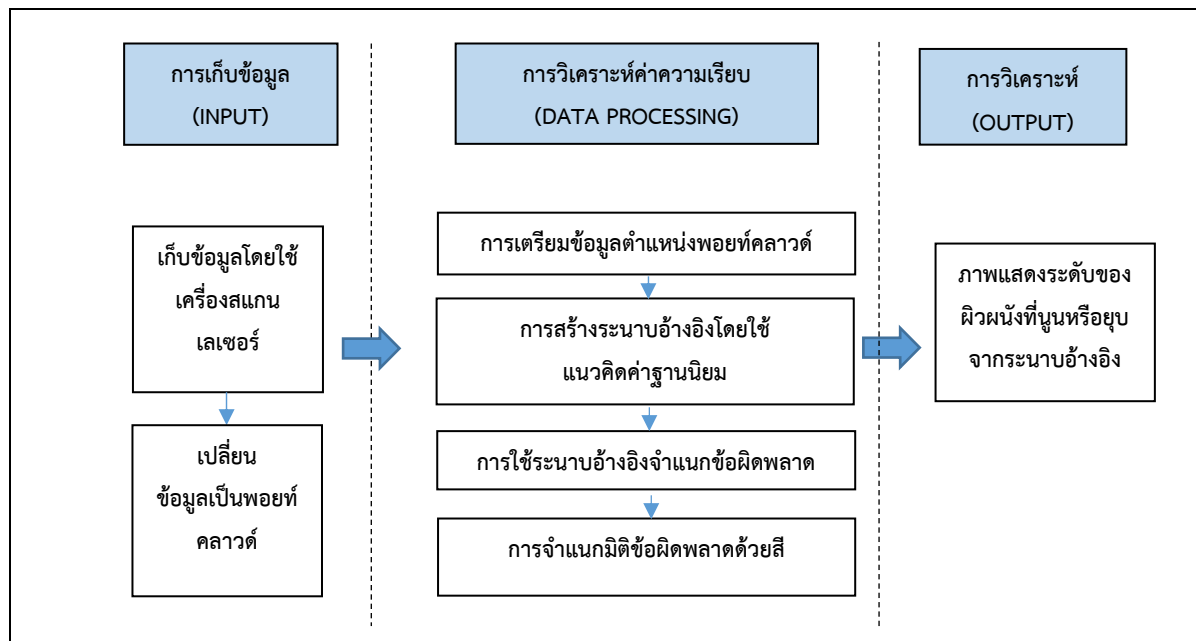 การเก็บข้อมูล
(INPUT)
การวิเคราะห์ค่าความเรียบ
(DATA PROCESSING)
การวิเคราะห์
(OUTPUT)
เก็บข้อมูลโดยใช้
เครื่องสแกน
เลเซอร์
เปลี่ยน
ข้อมูลเป็นพอยท์
คลาวด์
การเตรียมข้อมูลตำแหน่งพอยท์คลาวด์
การสร้างระนาบอ้างอิงโดยใช้
แนวคิดค่าฐานนิยม
การใช้ระนาบอ้างอิงจำแนกข้อผิดพลาด
การจำแนกมิติข้อผิดพลาดด้วยสี
ภาพแสดงระดับของ
ผิวผนังที่นูนหรือยุบ
จากระนาบอ้างอิง